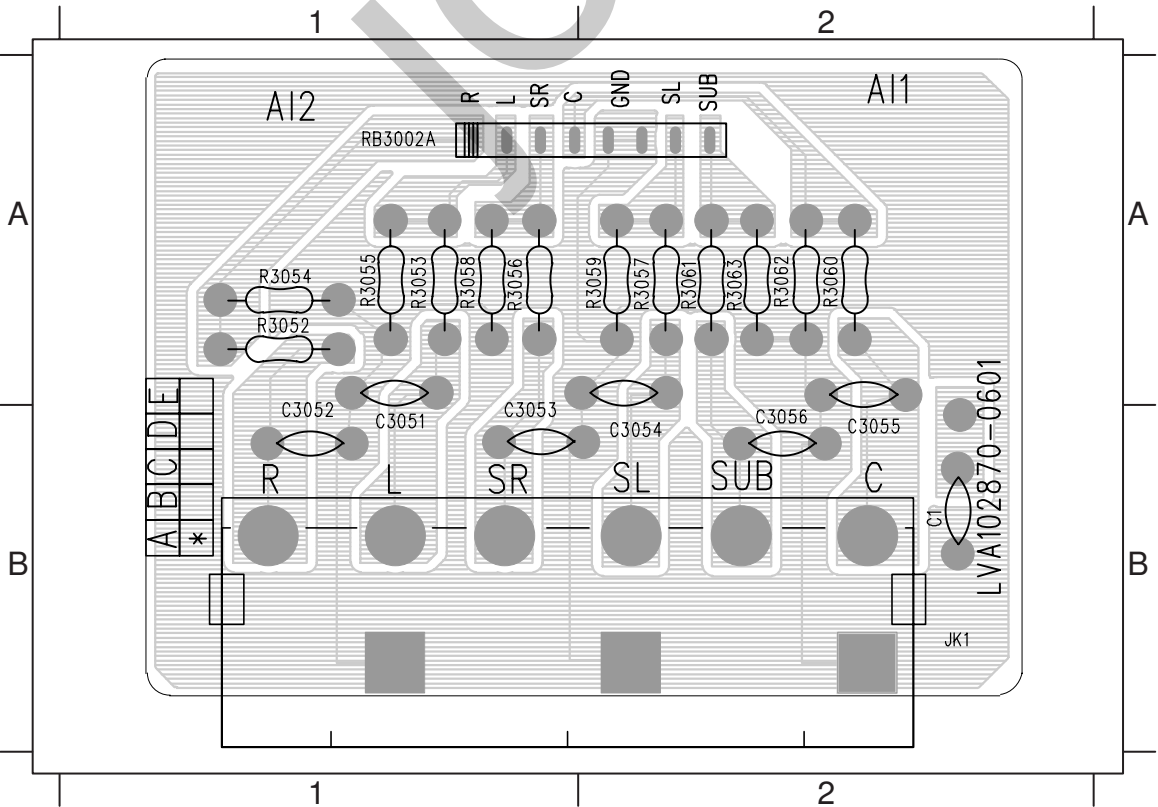 1 2
AI2 R L SR C GND SL SUB AI1
RB3002A
A A
R3054
R3055 R3053 R3058 R3056 R3059 R3057 R3061 R3063 R3062 R3060
R3052
C3052 C3051 C3053 C3054 C3056 C3055
A B C D E
*
R L SR SL SUB C
C1
LVA102870-0601
B B
JK1
1 2